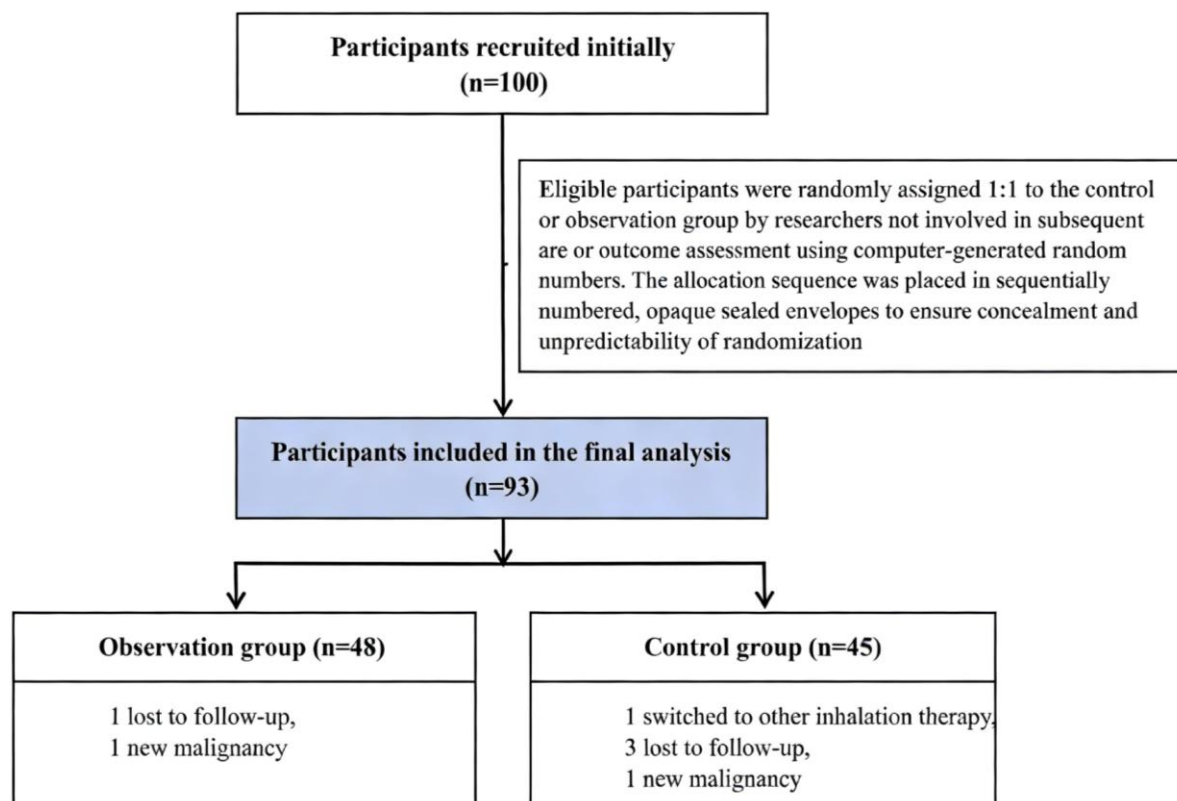 Participants recruited initially
(n=100)
Eligible participants were randomly assigned 1:1 to the control
or observation group by researchers not involved in subsequent
are or outcome assessment using computer-generated random
numbers. The allocation sequence was placed in sequentially
numbered, opaque sealed envelopes to ensure concealment and
unpredictability of randomization
Participants included in the final analysis
(n=93)
Observation group (n=48)
1 lost to follow-up,
1 new malignancy
Control group (n=45)
1 switched to other inhalation therapy,
3 lost to follow-up,
1 new malignancy